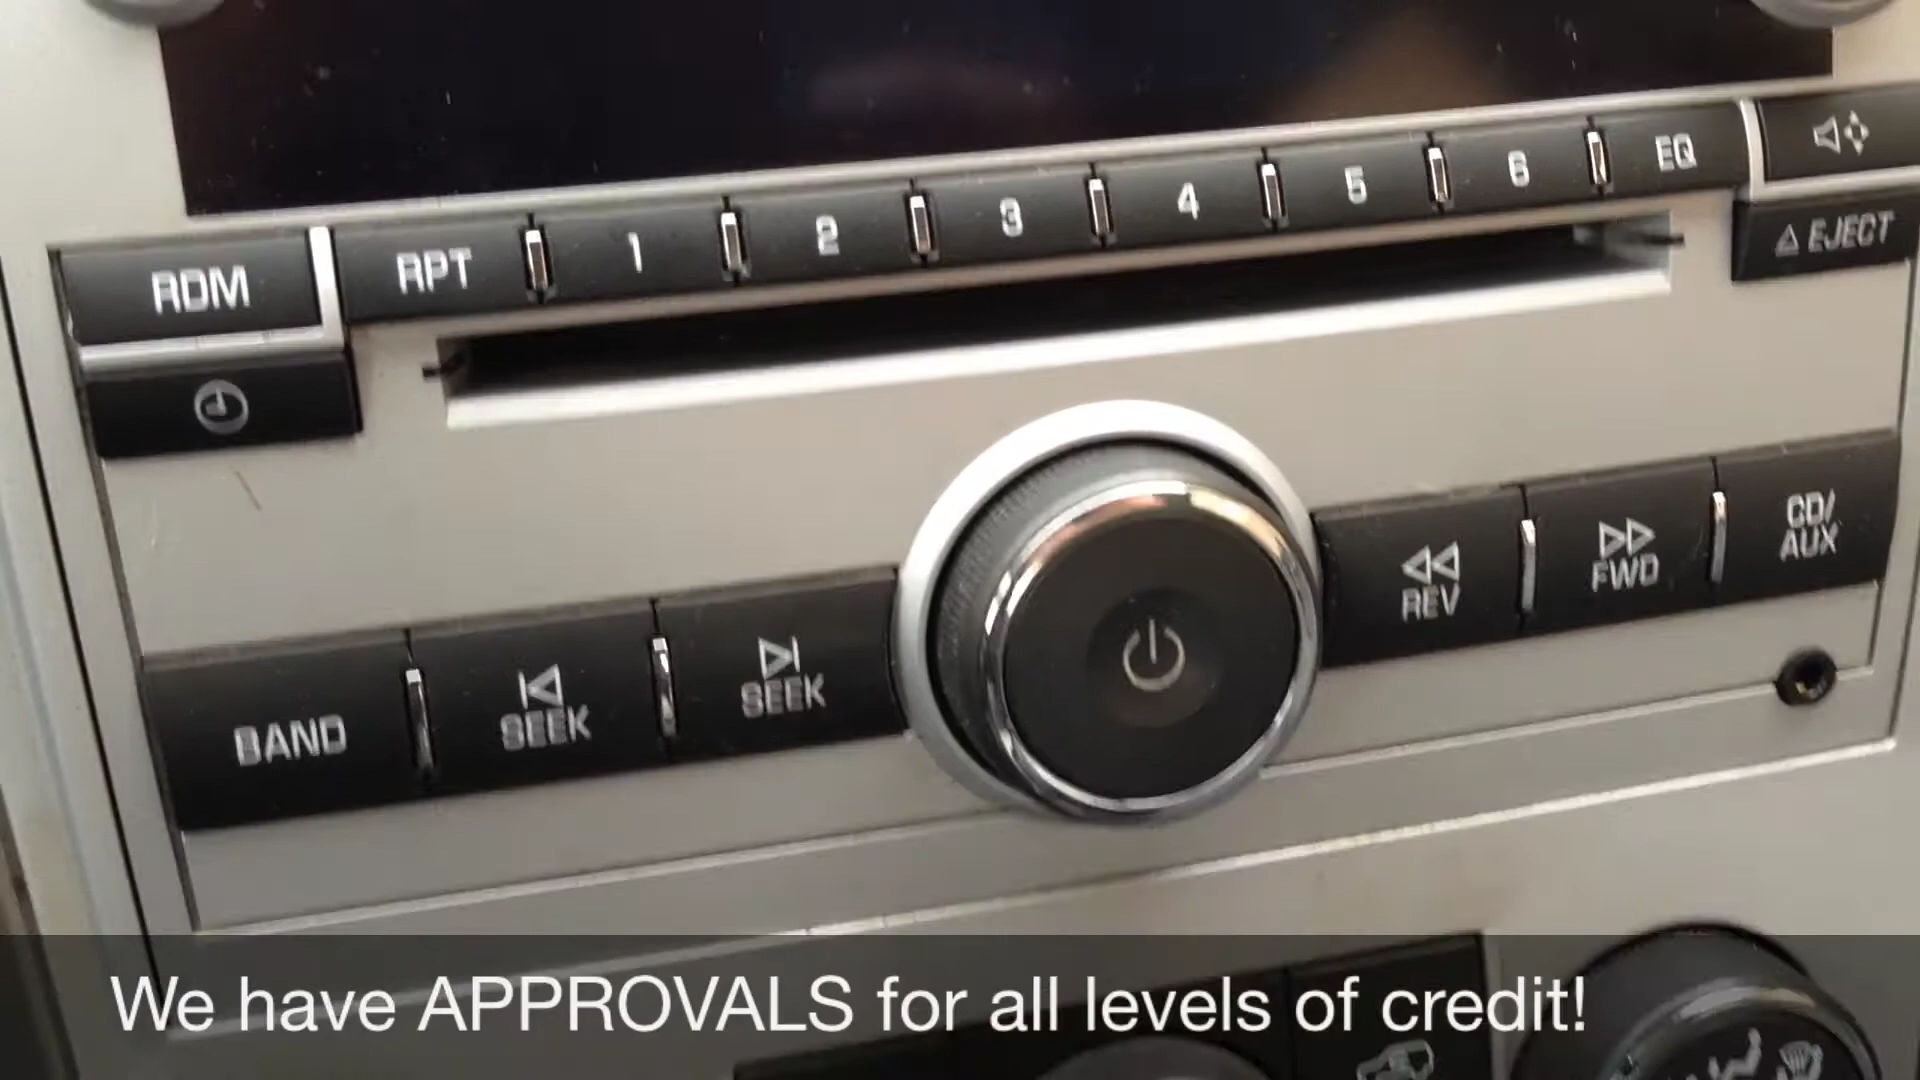 RDM
RPT
1
2
3
4
5
6
EQ
EJECT
BAND
SEEK
SEEK
REV
FWD
CD/
AUX
We have APPROVALS for all levels of credit!